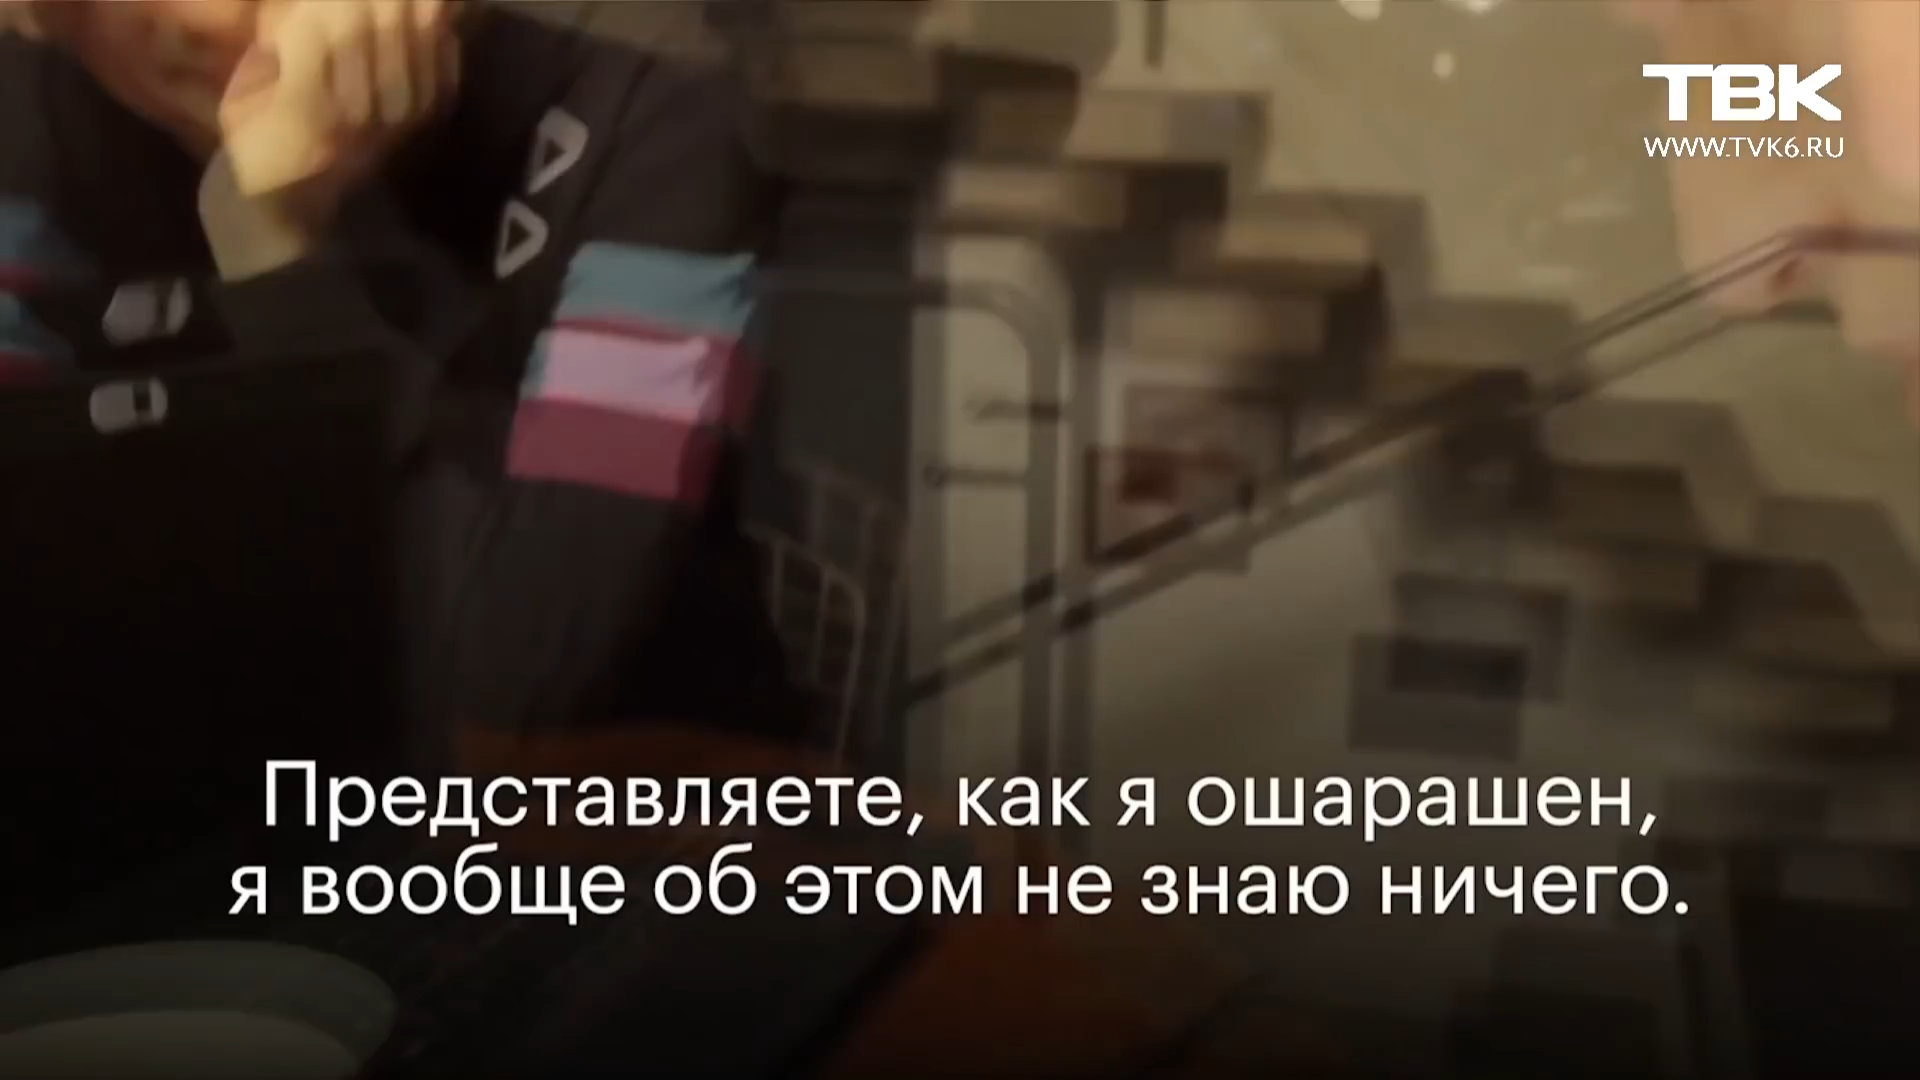 ТВК
WWW.TVK6.RU
Представляете, как я ошарашен,
я вообще об этом не знаю ничего.